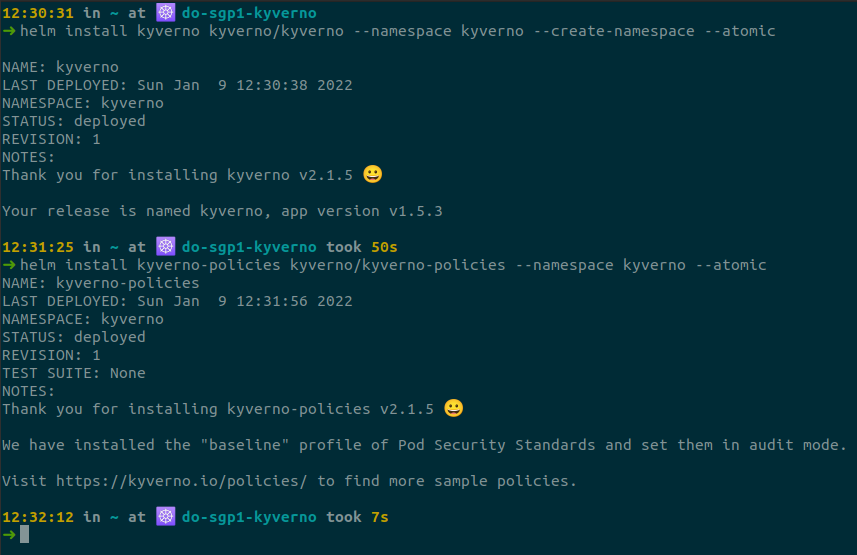 12:30:31 in ~ at ☸ do-sgp1-kyverno
➜ helm install kyverno kyverno/kyverno --namespace kyverno --create-namespace --atomic
NAME: kyverno
LAST DEPLOYED: Sun Jan  9 12:30:38 2022
NAMESPACE: kyverno
STATUS: deployed
REVISION: 1
NOTES:
Thank you for installing kyverno v2.1.5 😀
Your release is named kyverno, app version v1.5.3
12:31:25 in ~ at ☸ do-sgp1-kyverno took 50s
➜ helm install kyverno-policies kyverno/kyverno-policies --namespace kyverno --atomic
NAME: kyverno-policies
LAST DEPLOYED: Sun Jan  9 12:31:56 2022
NAMESPACE: kyverno
STATUS: deployed
REVISION: 1
TEST SUITE: None
NOTES:
Thank you for installing kyverno-policies v2.1.5 😀
We have installed the "baseline" profile of Pod Security Standards and set them in audit mode.
Visit https://kyverno.io/policies/ to find more sample policies.
12:32:12 in ~ at ☸ do-sgp1-kyverno took 7s
➜